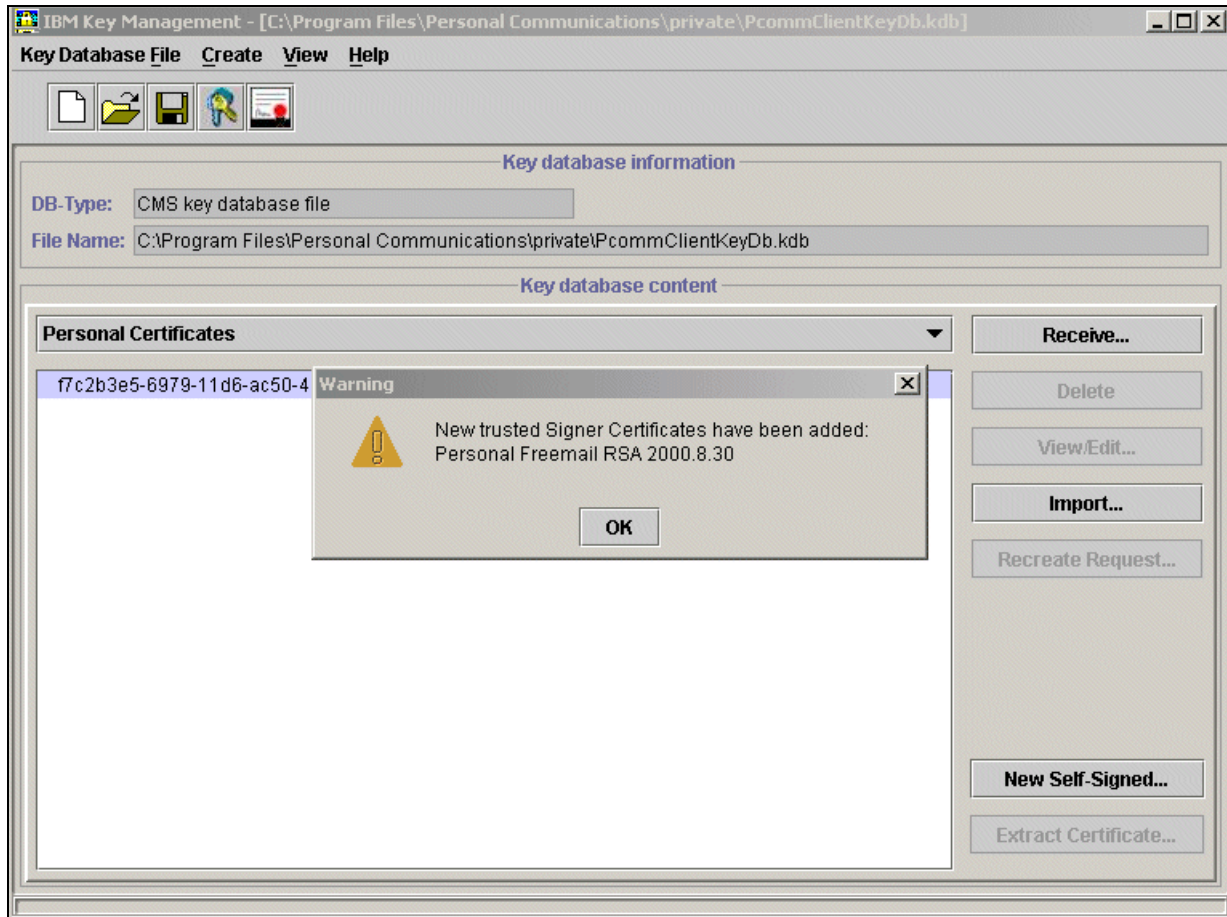 IBM Key Management - [C:\Program Files\Personal Communications\private\PcommClientKeyDb.kdb]
Key Database File Create View Help
Key database information
DB-Type: CMS key database file
File Name: C:\Program Files\Personal Communications\private\PcommClientKeyDb.kdb
Key database content
Personal Certificates
Receive...
f7c2b3e5-6979-11d6-ac50-4
Warning
Delete
New trusted Signer Certificates have been added:
Personal Freemail RSA 2000.8.30
View/Edit...
Import...
OK
Recreate Request...
New Self-Signed...
Extract Certificate...